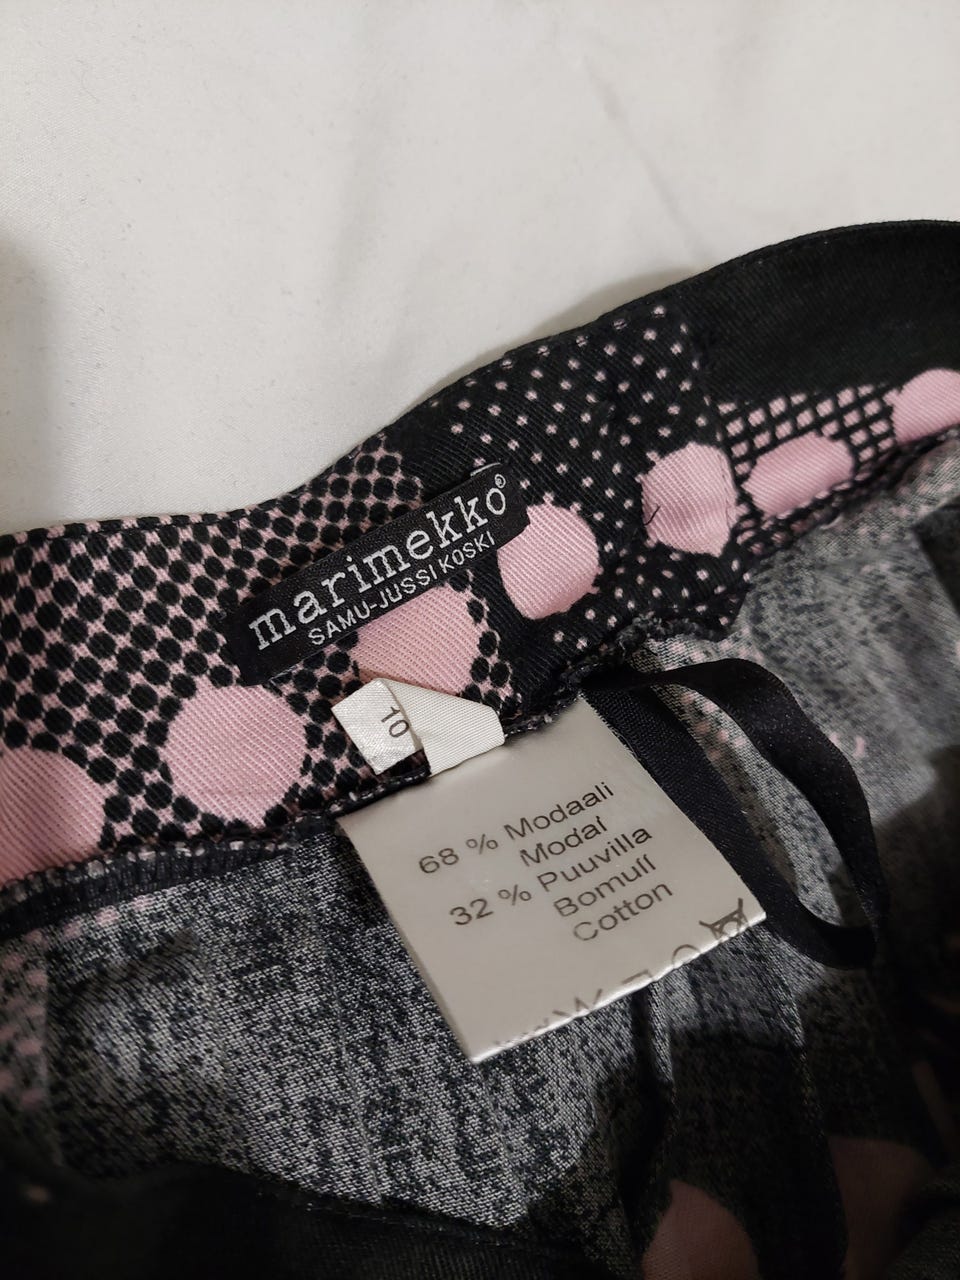 marimekko®
SAMU-JUSSI KOSKI
10
68 % Modaali
Modal
32 % Puuvilla
Bomull
Cotton